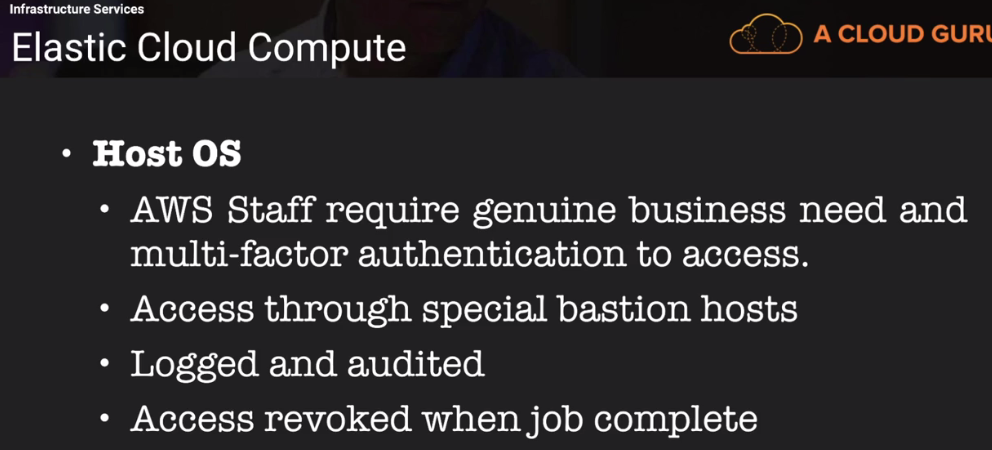 Infrastructure Services
Elastic Cloud Compute
A CLOUD GURU
• Host OS
• AWS Staff require genuine business need and
multi-factor authentication to access.
• Access through special bastion hosts
• Logged and audited
• Access revoked when job complete